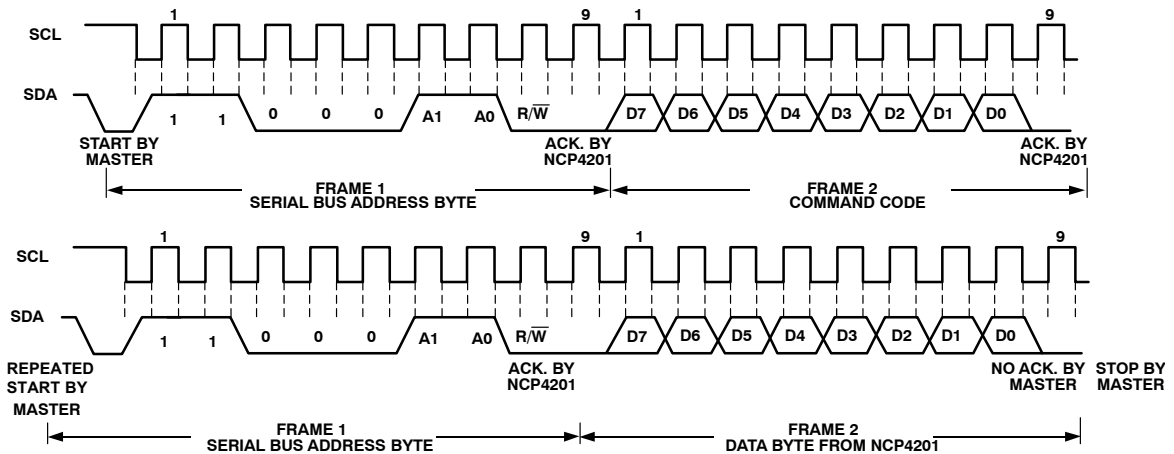 1 9 1 9
SCL
SDA
1 1 0 0 0 A1 A0 R/W̅ D7 D6 D5 D4 D3 D2 D1 D0
START BY
MASTER
ACK. BY
NCP4201
ACK. BY
NCP4201
FRAME 1
SERIAL BUS ADDRESS BYTE
FRAME 2
COMMAND CODE
1 9 1 9
SCL
SDA
1 1 0 0 0 A1 A0 R/W̅ D7 D6 D5 D4 D3 D2 D1 D0
REPEATED
START BY
MASTER
ACK. BY
NCP4201
NO ACK. BY
MASTER
STOP BY
MASTER
FRAME 1
SERIAL BUS ADDRESS BYTE
FRAME 2
DATA BYTE FROM NCP4201